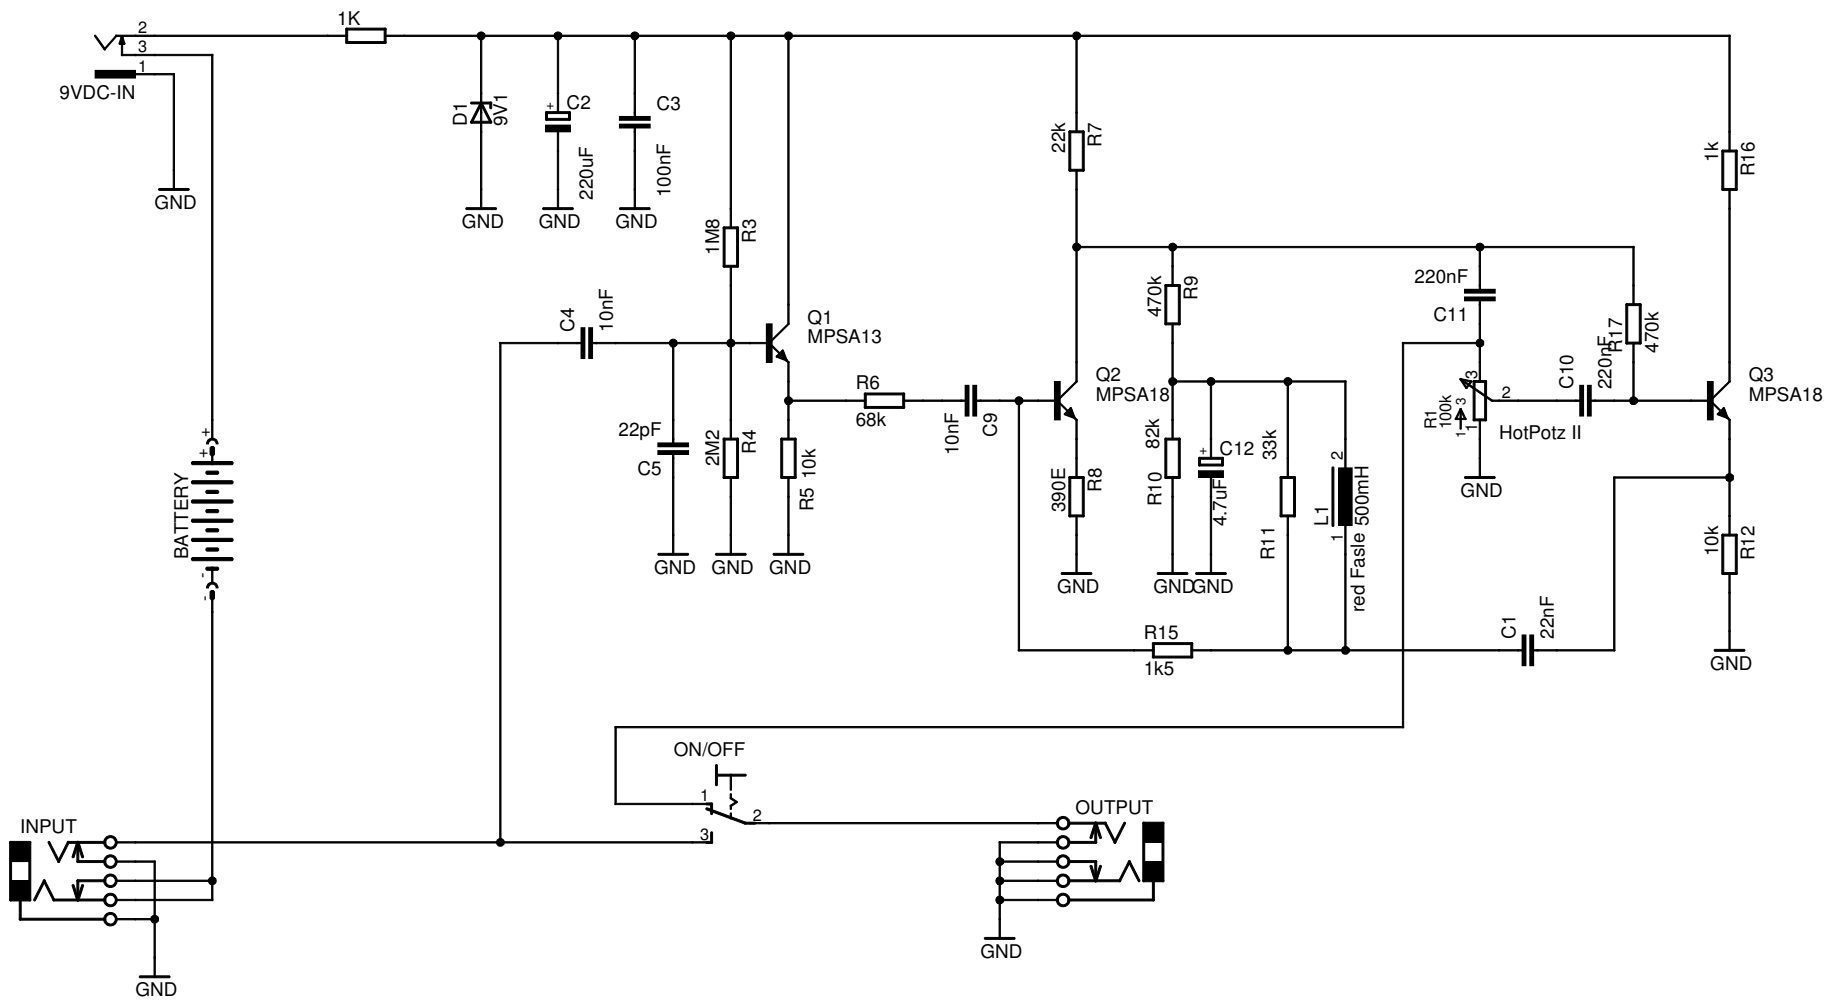 1K
2
3
1
9VDC-IN
GND
D1
9V1
+
C2
220uF
C3
100nF
GND
GND
GND
1M8
R3
22k
R7
1k
R16
C4
10nF
Q1
MPSA13
R6
68k
22pF
C5
2M2
R4
R5
10k
GND
GND
GND
10nF
C9
Q2
MPSA18
390E
R8
GND
470k
R9
82k
R10
GND
+
C12
4.7uF
GND
33k
R11
2
L1
500mH
1
red Fasle
220nF
C11
R1
100k
3
1
3
1
2
HotPotz II
GND
C10
220nF
R17
470k
Q3
MPSA18
10k
R12
GND
R15
1k5
C1
22nF
+
+
BATTERY
-
-
ON/OFF
1
2
3
INPUT
GND
OUTPUT
GND